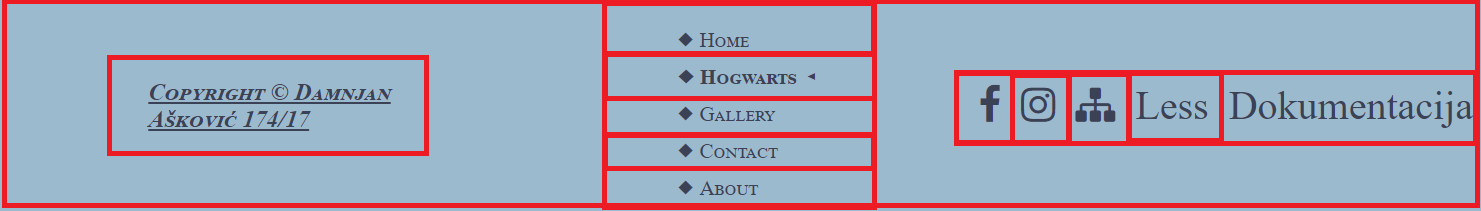 Copyright © Damnjan
Ašković 174/17
Home
Hogwarts
Gallery
Contact
About
Less Dokumentacija